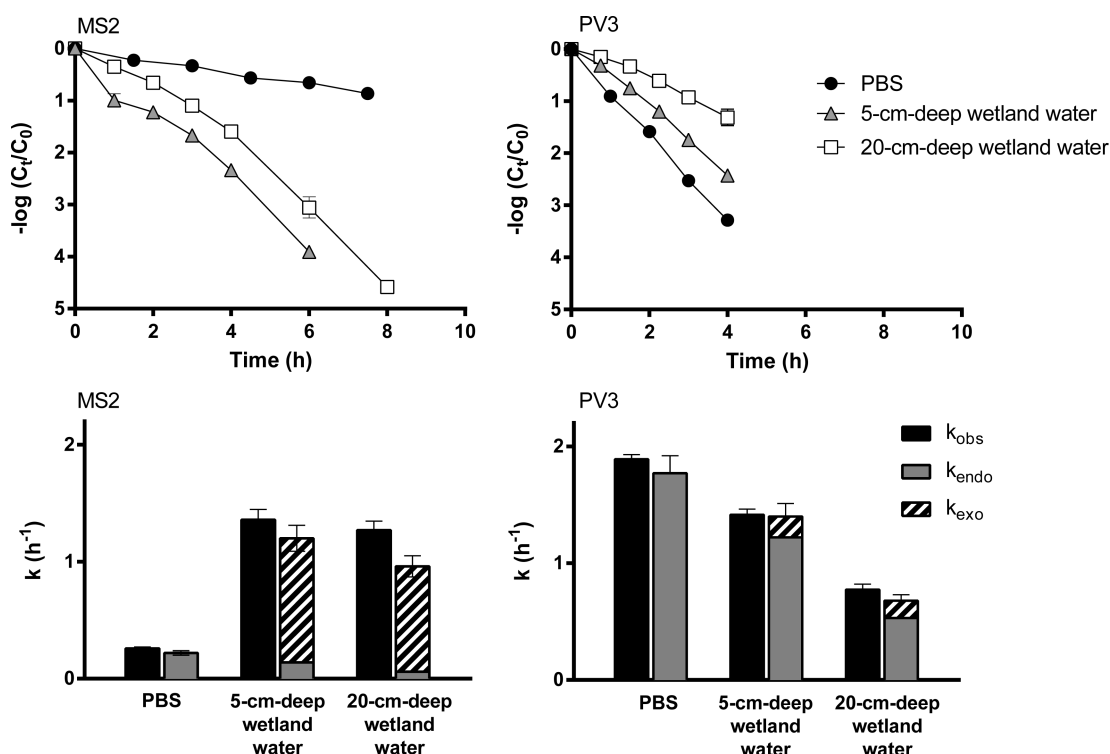 MS2
0
1
2
3
4
5
-log (Ct/C0)
0 2 4 6 8 10
Time (h)
PV3
0
1
2
3
4
5
-log (Ct/C0)
0 2 4 6 8 10
Time (h)
PBS
5-cm-deep wetland water
20-cm-deep wetland water
MS2
2
1
0
k (h-1)
PBS
5-cm-deep
wetland
water
20-cm-deep
wetland
water
PV3
2
1
0
k (h-1)
PBS
5-cm-deep
wetland
water
20-cm-deep
wetland
water
kobs
kendo
kexo